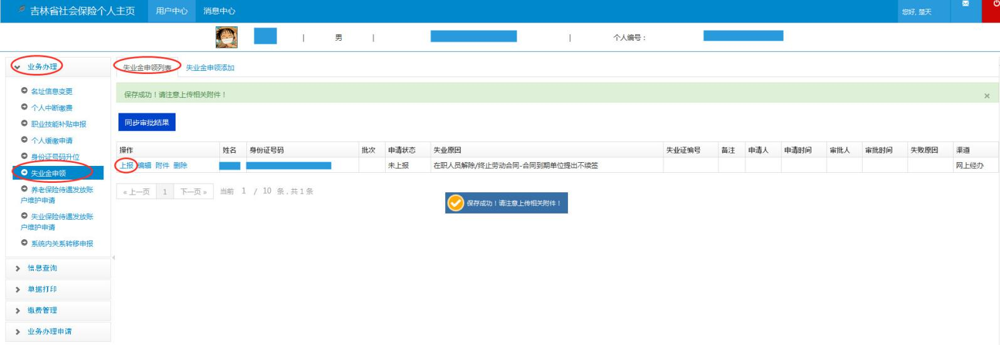 吉林省社会保险个人主页 用户中心 消息中心 您好, 楚天
| 男 | | 个人编号：
业务办理
名址信息变更
个人中断缴费
职业技能补贴申报
个人缓缴申请
身份证号码升位
失业金申领
养老保险待遇发放账
户维护申请
失业保险待遇发放账
户维护申请
系统内关系转移申报
信息查询
单据打印
缴费管理
业务办理申请
失业金申领列表 失业金申领添加
保存成功！请注意上传相关附件！ ×
同步审批结果
操作 姓名 身份证号码 批次 申请状态 失业原因 失业证编号 备注 申请人 申请时间 审批人 审批时间 失败原因 渠道
上报 编辑 附件 删除 未上报 在职人员解除/终止劳动合同-合同到期单位提出不续签 网上经办
« 上一页 1 下一页 » 当前 1 / 10 条，共 1 条
保存成功！请注意上传相关附件！